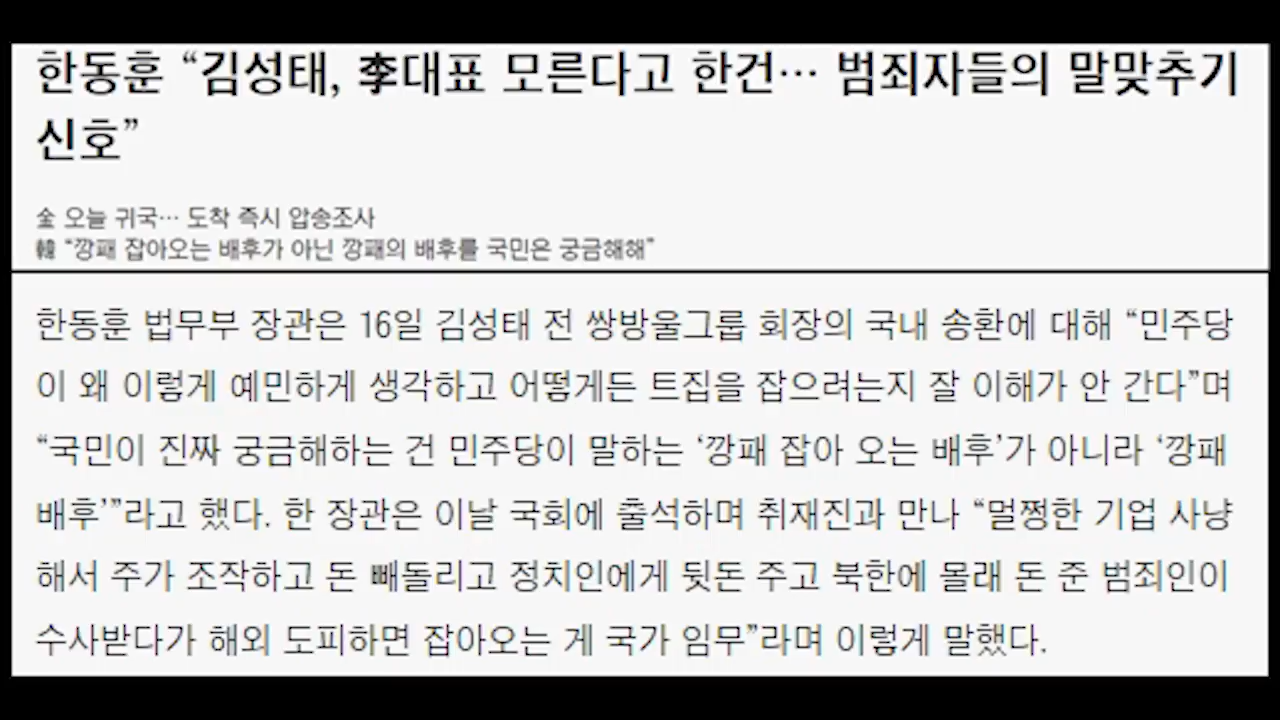 한동훈 “김성태, 李대표 모른다고 한건… 범죄자들의 말맞추기
신호”
金 오늘 귀국… 도착 즉시 압송조사
韓 “깡패 잡아오는 배후가 아닌 깡패의 배후를 국민은 궁금해해”
한동훈 법무부 장관은 16일 김성태 전 쌍방울그룹 회장의 국내 송환에 대해 “민주당
이 왜 이렇게 예민하게 생각하고 어떻게든 트집을 잡으려는지 잘 이해가 안 간다”며
“국민이 진짜 궁금해하는 건 민주당이 말하는 ‘깡패 잡아 오는 배후’가 아니라 ‘깡패
배후’”라고 했다. 한 장관은 이날 국회에 출석하며 취재진과 만나 “멀쩡한 기업 사냥
해서 주가 조작하고 돈 빼돌리고 정치인에게 뒷돈 주고 북한에 몰래 돈 준 범죄인이
수사받다가 해외 도피하면 잡아오는 게 국가 임무”라며 이렇게 말했다.